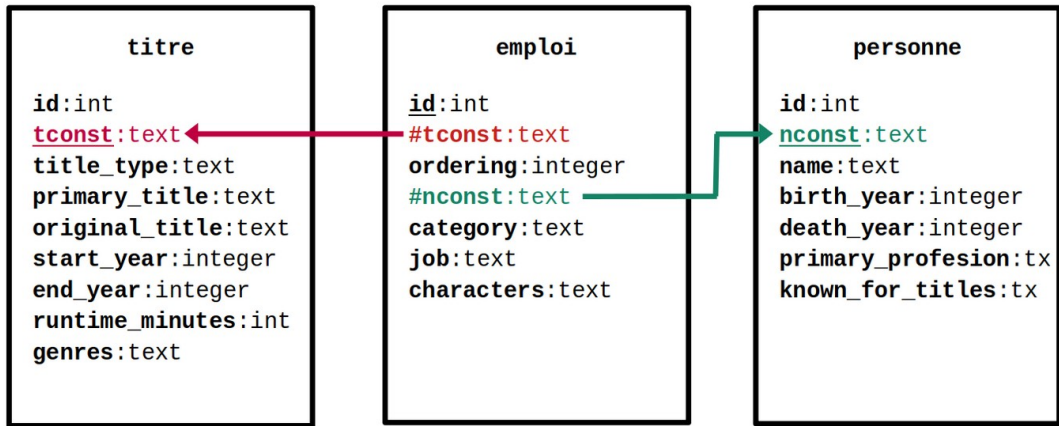 titre
id:int
tconst:text
title_type:text
primary_title:text
original_title:text
start_year:integer
end_year:integer
runtime_minutes:int
genres:text
emploi
id:int
#tconst:text
ordering:integer
#nconst:text
category:text
job:text
characters:text
personne
id:int
nconst:text
name:text
birth_year:integer
death_year:integer
primary_profesion:tx
known_for_titles:tx